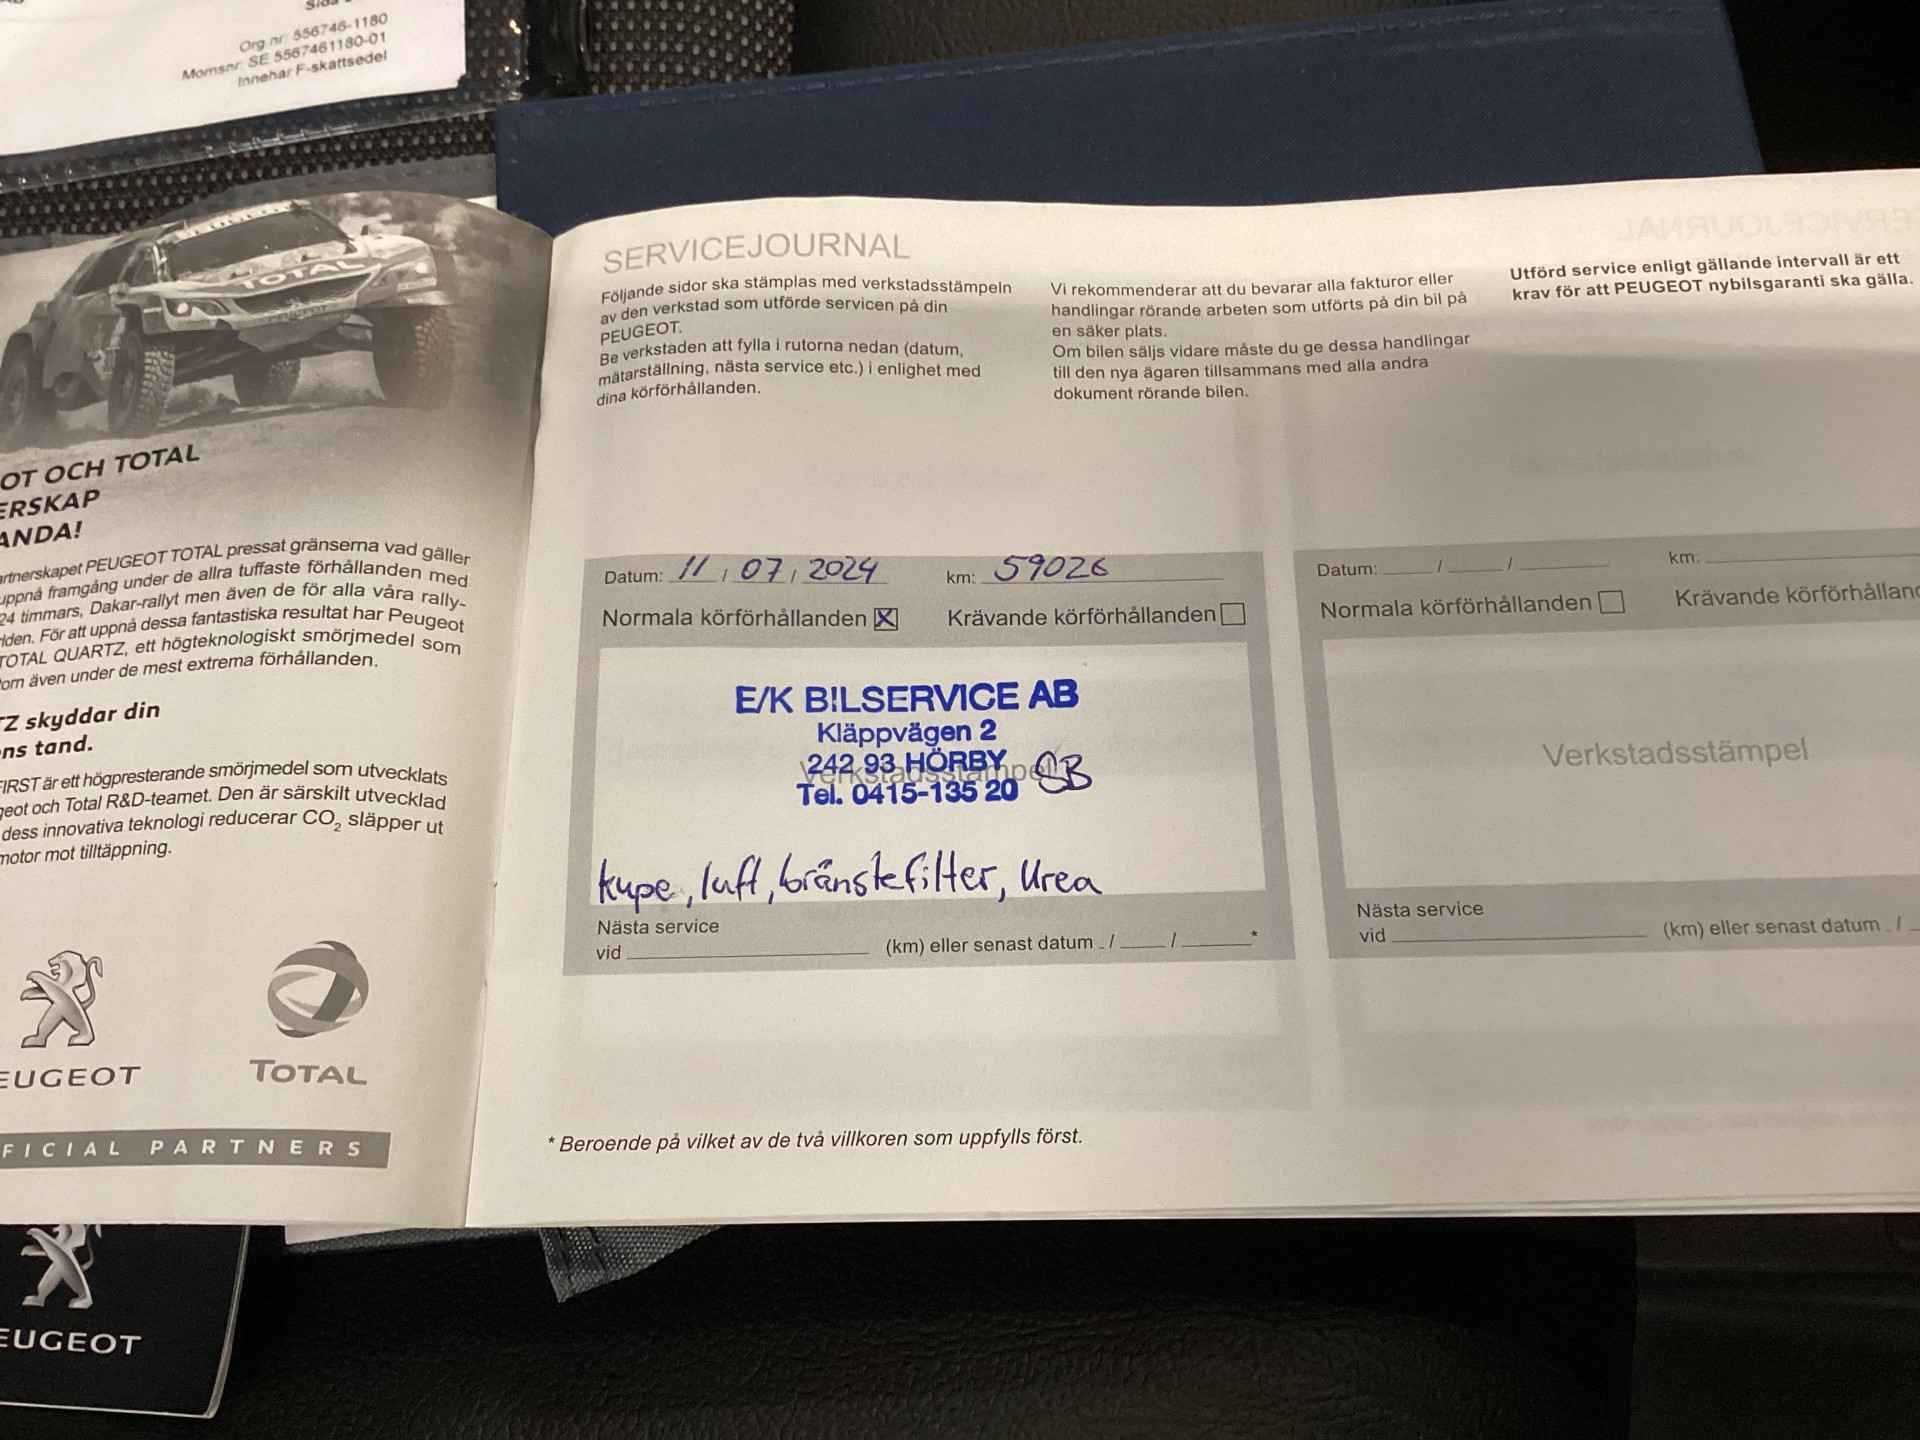 Org nr: 556746-1180
Momsnr: SE 5567461180-01
Innehar F-skattsedel
TOTAL
OT OCH TOTAL
ERSKAP
ANDA!
artnerskapet PEUGEOT TOTAL pressat gränserna vad gäller
uppnå framgång under de allra tuffaste förhållanden med
24 timmars, Dakar-rallyt men även de för alla våra rally-
rlden. För att uppnå dessa fantastiska resultat har Peugeot
TOTAL QUARTZ, ett högteknologiskt smörjmedel som
tom även under de mest extrema förhållanden.
TZ skyddar din
ns tand.
FIRST är ett högpresterande smörjmedel som utvecklats
geot och Total R&D-teamet. Den är särskilt utvecklad
dess innovativa teknologi reducerar CO2 släpper ut
motor mot tilltäppning.
EUGEOT
TOTAL
FICIAL PARTNERS
EUGEOT
SERVICEJOURNAL
Följande sidor ska stämplas med verkstadsstämpeln
av den verkstad som utförde servicen på din
PEUGEOT.
Be verkstaden att fylla i rutorna nedan (datum,
mätarställning, nästa service etc.) i enlighet med
dina körförhållanden.
Vi rekommenderar att du bevarar alla fakturor eller
handlingar rörande arbeten som utförts på din bil på
en säker plats.
Om bilen säljs vidare måste du ge dessa handlingar
till den nya ägaren tillsammans med alla andra
dokument rörande bilen.
Utförd service enligt gällande intervall är ett
krav för att PEUGEOT nybilsgaranti ska gälla.
Datum: 11 / 07 / 2024 km: 59026
Normala körförhållanden X Krävande körförhållanden
E/K BILSERVICE AB
Kläppvägen 2
242 93 HÖRBY
Verkstadsstämpel SB
Tel. 0415-135 20
kupe, luft, bränslefilter, Urea
Nästa service
vid (km) eller senast datum / / *
Datum: / / km:
Normala körförhållanden Krävande körförhålland
Verkstadsstämpel
Nästa service
vid (km) eller senast datum /
* Beroende på vilket av de två villkoren som uppfylls först.